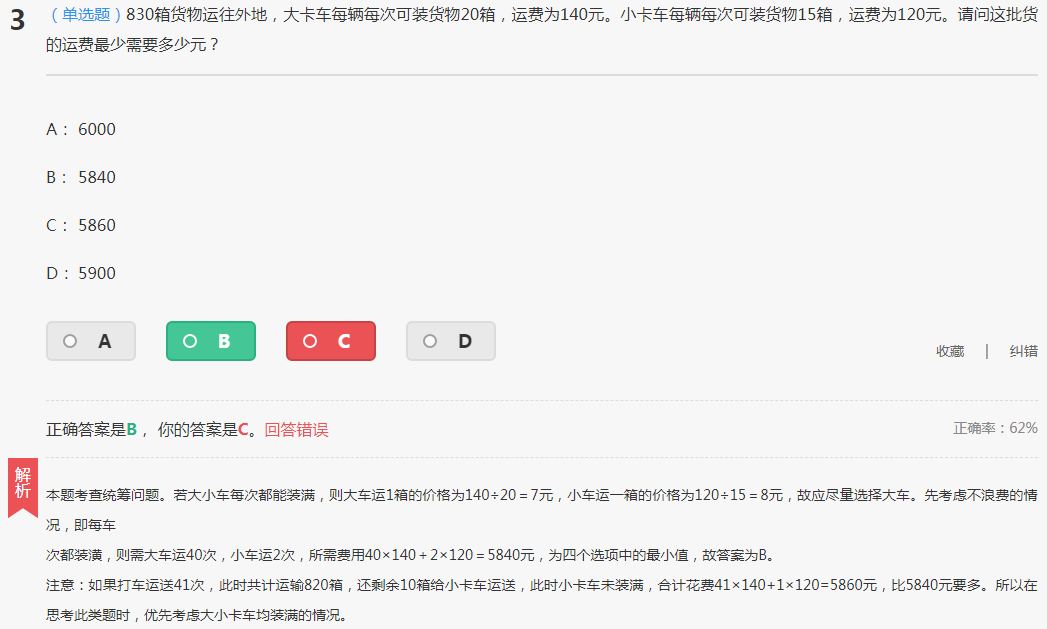 3 （单选题）830箱货物运往外地，大卡车每辆每次可装货物20箱，运费为140元。小卡车每辆每次可装货物15箱，运费为120元。请问这批货
的运费最少需要多少元？
A： 6000
B： 5840
C： 5860
D： 5900
A B C D
收藏 | 纠错
正确答案是B， 你的答案是C。回答错误 正确率：62%
解析
本题考查统筹问题。若大小车每次都能装满，则大车运1箱的价格为140÷20＝7元，小车运一箱的价格为120÷15＝8元，故应尽量选择大车。先考虑不浪费的情
况，即每车
次都装潢，则需大车运40次，小车运2次，所需费用40×140＋2×120＝5840元，为四个选项中的最小值，故答案为B。
注意：如果打车运送41次，此时共计运输820箱，还剩余10箱给小卡车运送，此时小卡车未装满，合计花费41×140+1×120=5860元，比5840元要多。所以在
思考此类题时，优先考虑大小卡车均装满的情况。